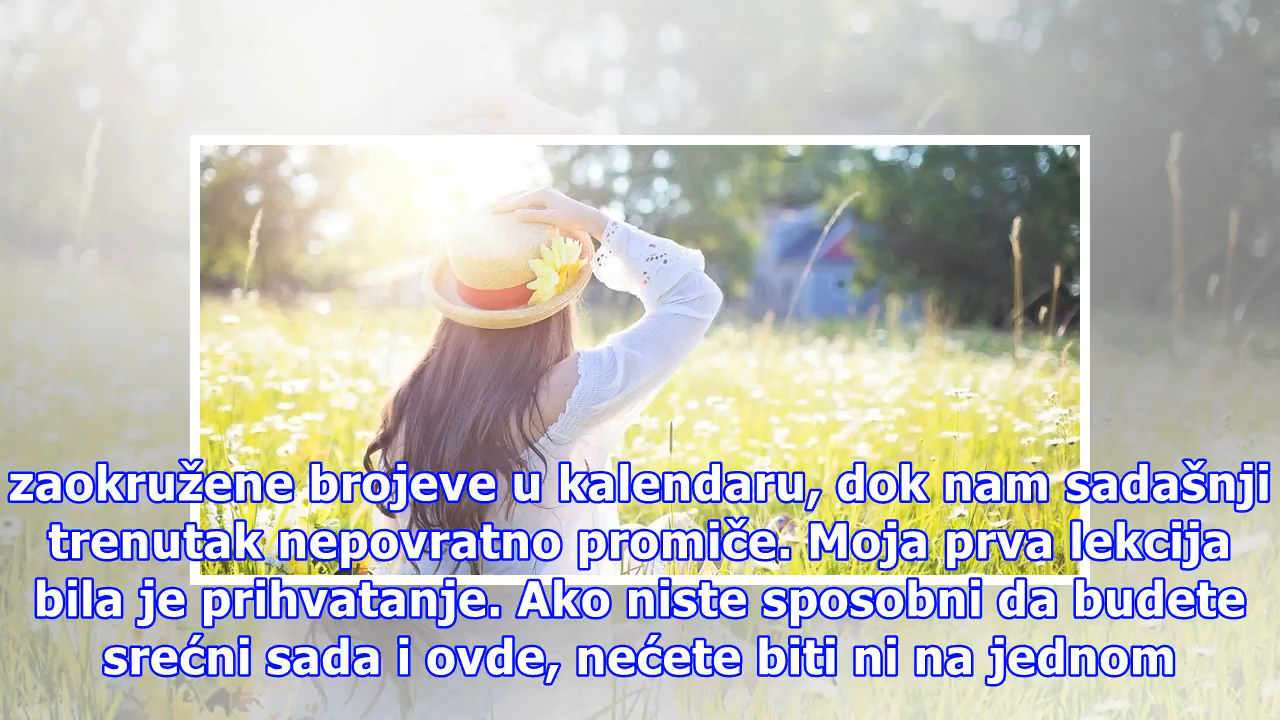 zaokružene brojeve u kalendaru, dok nam sadašnji
trenutak nepovratno promiče. Moja prva lekcija
bila je prihvatanje. Ako niste sposobni da budete
srećni sada i ovde, nećete biti ni na jednom